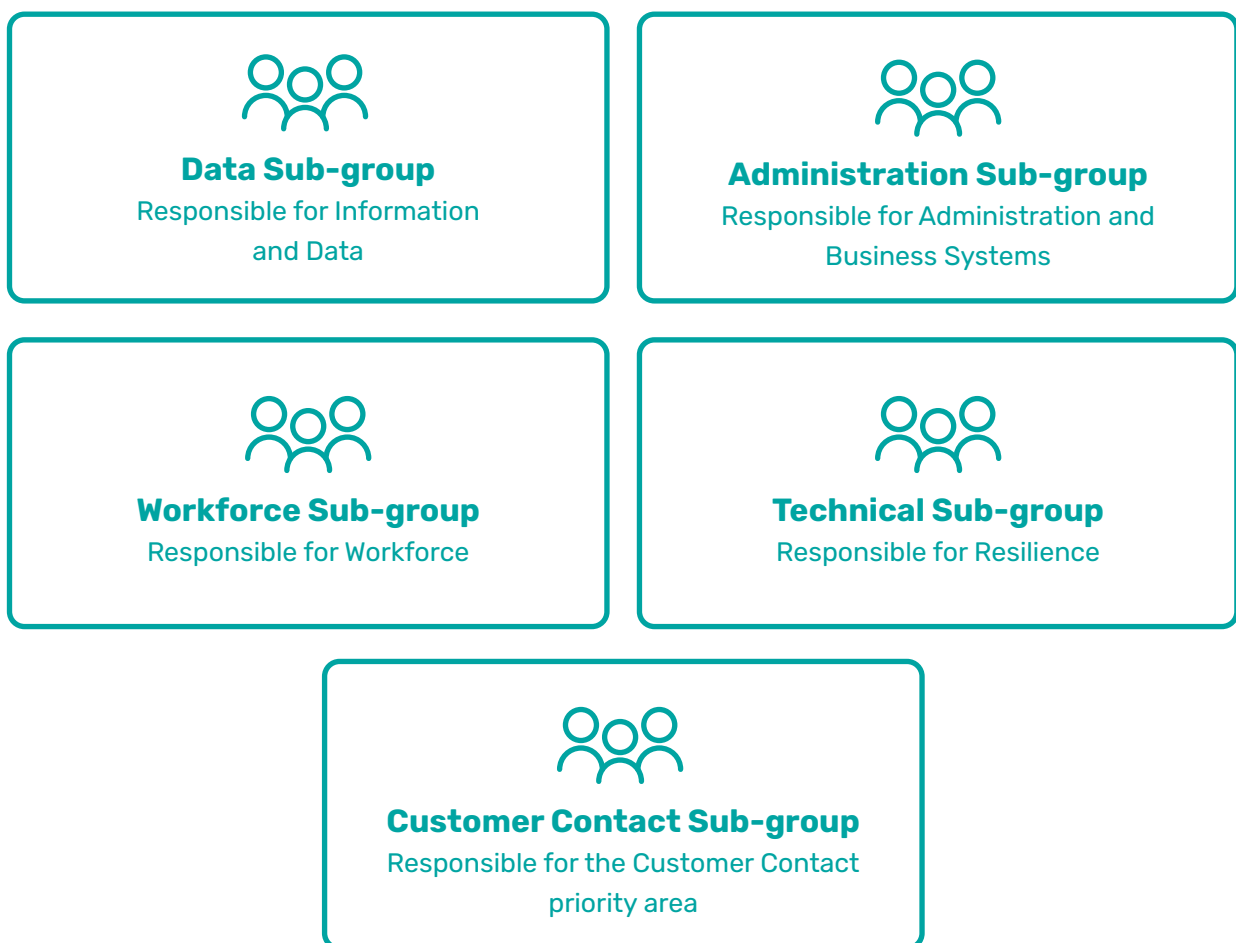 Data Sub-group
Responsible for Information
and Data
Administration Sub-group
Responsible for Administration and
Business Systems
Workforce Sub-group
Responsible for Workforce
Technical Sub-group
Responsible for Resilience
Customer Contact Sub-group
Responsible for the Customer Contact
priority area